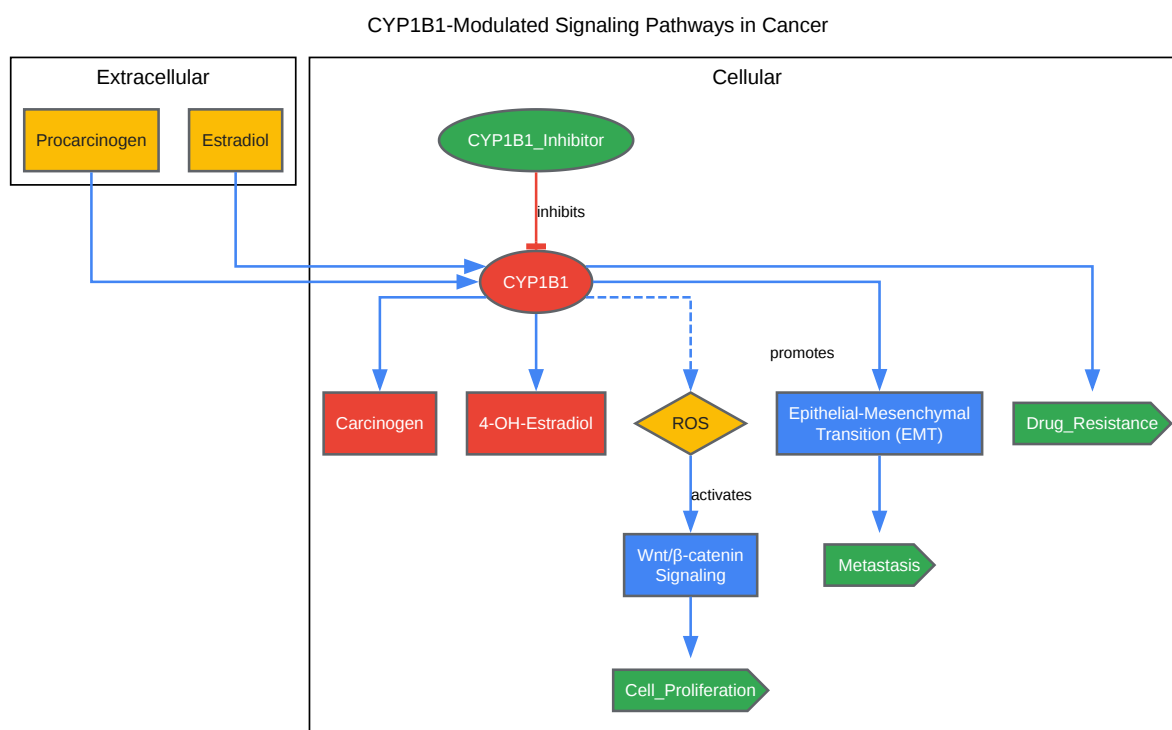 CYP1B1-Modulated Signaling Pathways in Cancer
Extracellular
Cellular
Procarcinogen
Estradiol
CYP1B1_Inhibitor
inhibits
CYP1B1
promotes
Carcinogen
4-OH-Estradiol
ROS
Epithelial-Mesenchymal
Transition (EMT)
Drug_Resistance
activates
Wnt/β-catenin
Signaling
Metastasis
Cell_Proliferation